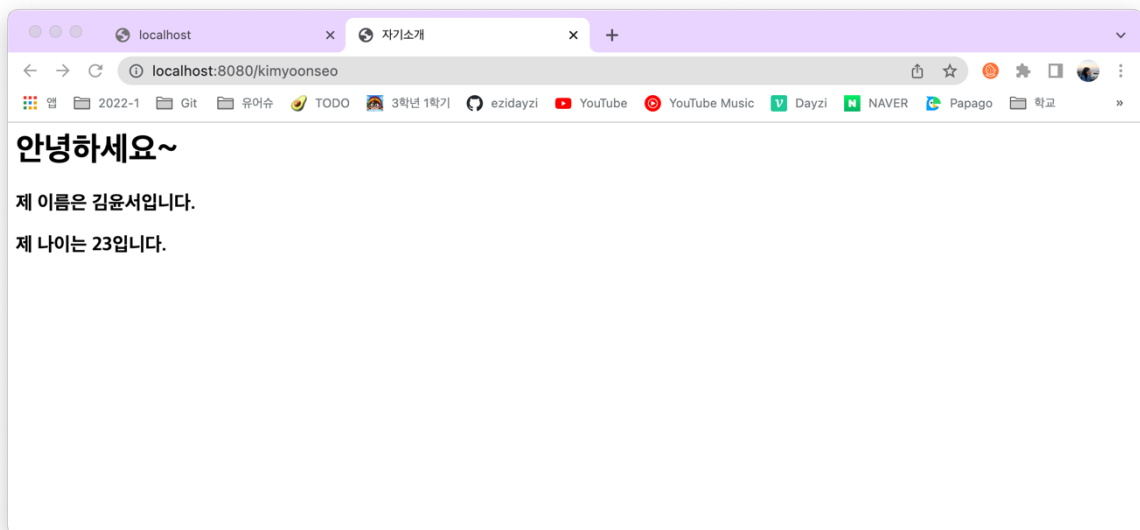 localhost
자기소개
localhost:8080/kimyoonseo
앱 2022-1 Git 유어슈 TODO 3학년 1학기 ezidayzi YouTube YouTube Music Dayzi NAVER Papago 학교 »
안녕하세요~
제 이름은 김윤서입니다.
제 나이는 23입니다.